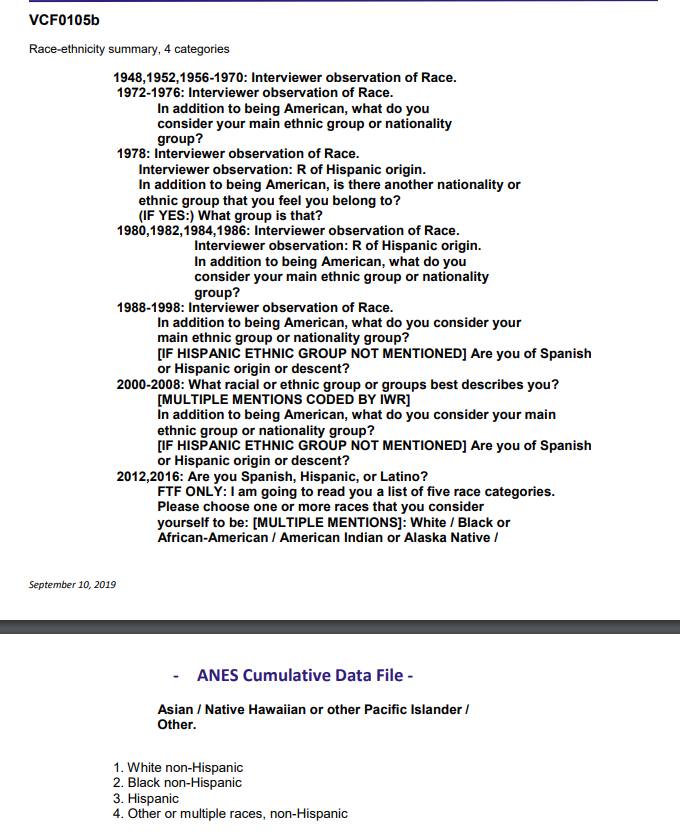 VCF0105b
Race-ethnicity summary, 4 categories
1948,1952,1956-1970: Interviewer observation of Race.
1972-1976: Interviewer observation of Race.
In addition to being American, what do you
consider your main ethnic group or nationality
group?
1978: Interviewer observation of Race.
Interviewer observation: R of Hispanic origin.
In addition to being American, is there another nationality or
ethnic group that you feel you belong to?
(IF YES:) What group is that?
1980,1982,1984,1986: Interviewer observation of Race.
Interviewer observation: R of Hispanic origin.
In addition to being American, what do you
consider your main ethnic group or nationality
group?
1988-1998: Interviewer observation of Race.
In addition to being American, what do you consider your
main ethnic group or nationality group?
[IF HISPANIC ETHNIC GROUP NOT MENTIONED] Are you of Spanish
or Hispanic origin or descent?
2000-2008: What racial or ethnic group or groups best describes you?
[MULTIPLE MENTIONS CODED BY IWR]
In addition to being American, what do you consider your main
ethnic group or nationality group?
[IF HISPANIC ETHNIC GROUP NOT MENTIONED] Are you of Spanish
or Hispanic origin or descent?
2012,2016: Are you Spanish, Hispanic, or Latino?
FTF ONLY: I am going to read you a list of five race categories.
Please choose one or more races that you consider
yourself to be: [MULTIPLE MENTIONS]: White / Black or
African-American / American Indian or Alaska Native /
September 10, 2019
- ANES Cumulative Data File -
Asian / Native Hawaiian or other Pacific Islander /
Other.
1. White non-Hispanic
2. Black non-Hispanic
3. Hispanic
4. Other or multiple races, non-Hispanic